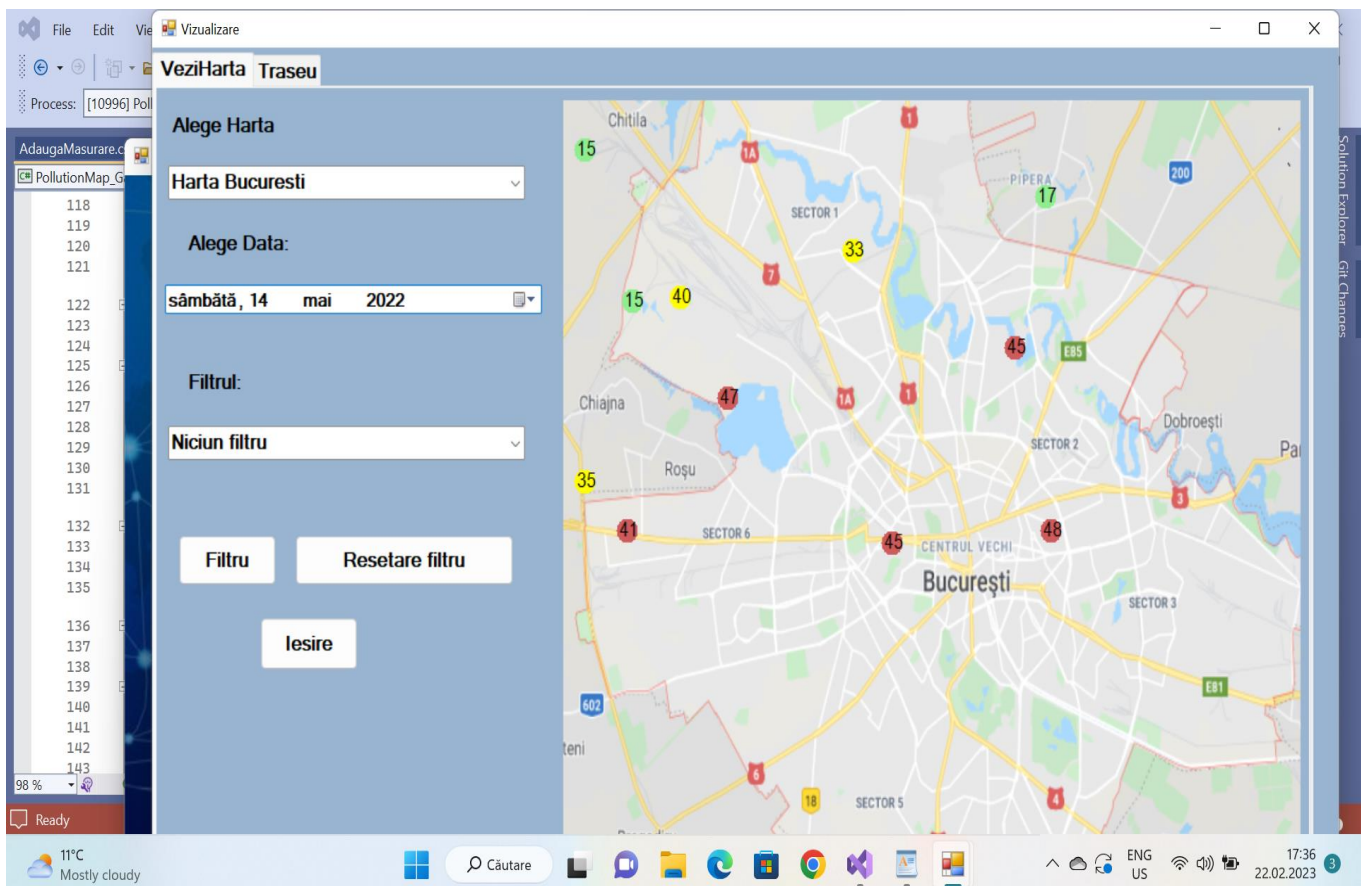 File Edit Vie
Vizualizare
Process: [10996] Poll
VeziHarta Traseu
AdaugaMasurare.c
PollutionMap_G
Alege Harta
Harta Bucuresti
Alege Data:
sâmbătă, 14 mai 2022
Filtrul:
Niciun filtru
Filtru Resetare filtru
Iesire
118
119
120
121
122
123
124
125
126
127
128
129
130
131
132
133
134
135
136
137
138
139
140
141
142
143
98 %
Ready
Chitila
15
1
1A
PIPERA
17
200
SECTOR 1
33
7
15 40
45
E85
47
1A
1
Chiajna
Dobroești
SECTOR 2
Pa
Roșu
35
3
41
SECTOR 6
45
CENTRUL VECHI
48
București
SECTOR 3
E81
602
teni
6
18
SECTOR 5
4
Solution Explorer
Git Changes
11°C
Mostly cloudy
Căutare
ENG
US
17:36
22.02.2023
3